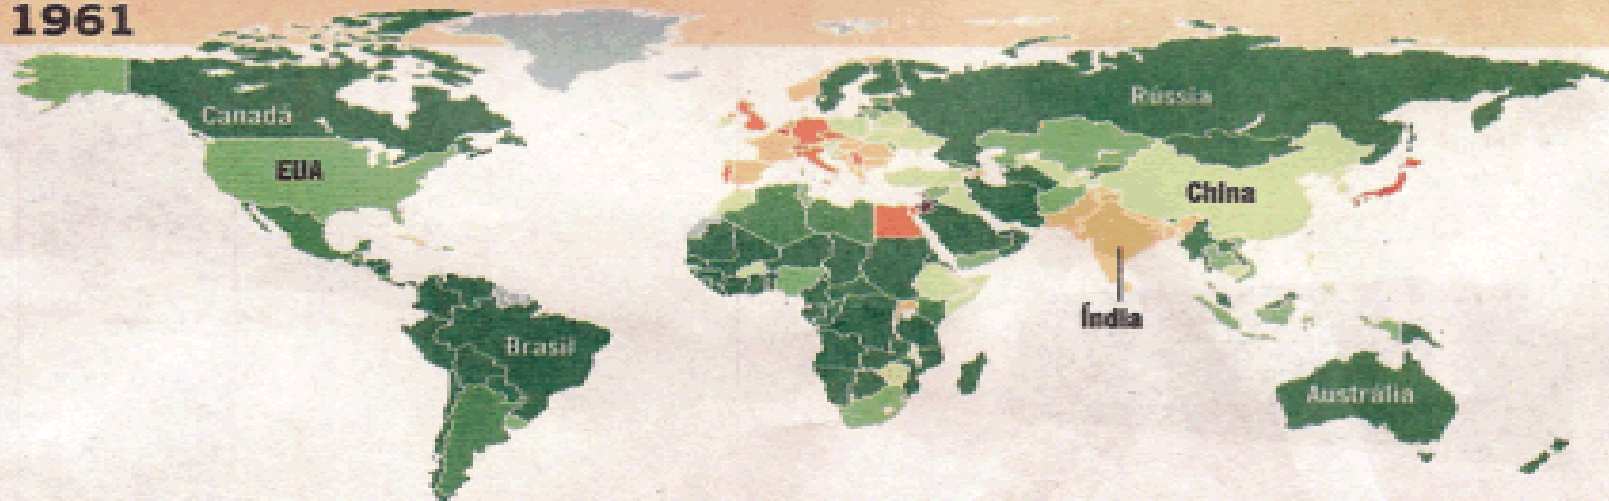 1961
Canadá
Rússia
EUA
China
Índia
Brasil
Austrália